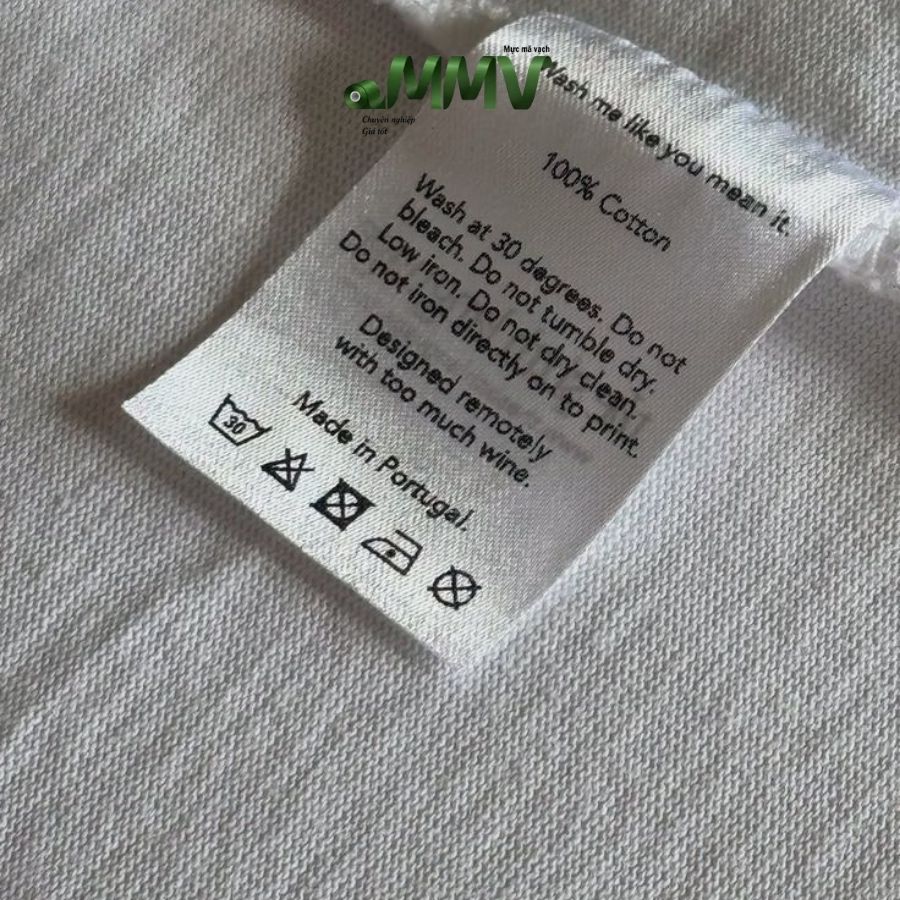 Mực mã vạch
MMV
Chuyên nghiệp
Giá tốt
Wash me like you mean it.
100% Cotton
Wash at 30 degrees. Do not
bleach. Do not tumble dry.
Low iron. Do not dry clean.
Do not iron directly on to print.
Designed remotely
with too much wine.
Made in Portugal.
30